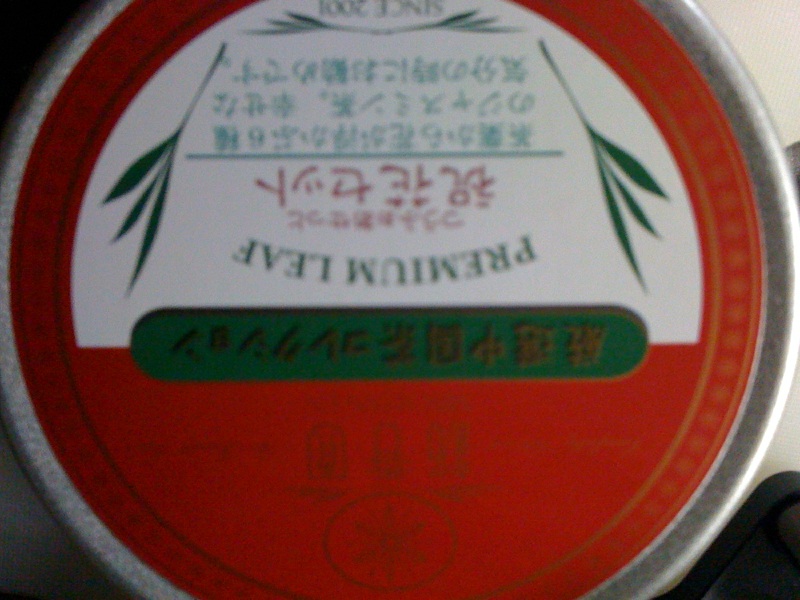 厳選中国茶コレクション
PREMIUM LEAF
祝花セット
茶葉から花が浮かぶ6種
のジャスミン茶。幸せな
気分の時にお勧めです。
SINCE 2001